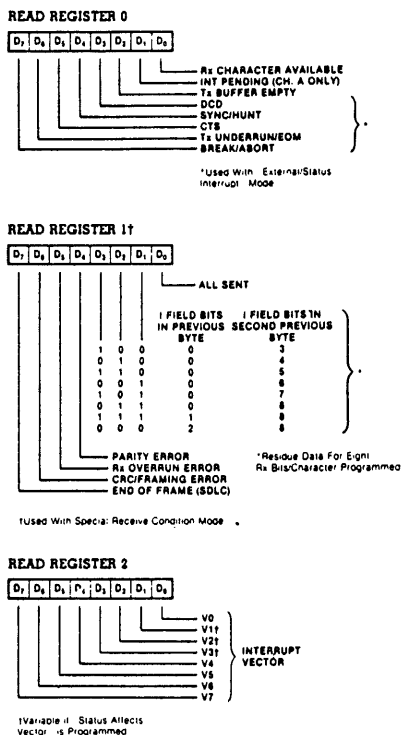 READ REGISTER 0
D7 D6 D5 D4 D3 D2 D1 D0
Rx CHARACTER AVAILABLE
INT PENDING (CH. A ONLY)
Tx BUFFER EMPTY
DCD
SYNC/HUNT
CTS
Tx UNDERRUN/EOM
BREAK/ABORT
*
*Used With External/Status
Interrupt Mode
READ REGISTER 1†
D7 D6 D5 D4 D3 D2 D1 D0
ALL SENT
I FIELD BITS I FIELD BITS IN
IN PREVIOUS SECOND PREVIOUS
BYTE BYTE
1 0 0 0 3
0 1 0 0 4
1 1 0 0 5
0 0 1 0 6
1 0 1 0 7
0 1 1 0 8
1 1 1 1 8
0 0 0 2 8
*
PARITY ERROR
Rx OVERRUN ERROR
CRC/FRAMING ERROR
END OF FRAME (SDLC)
*Residue Data For Eight
Rx Bits/Character Programmed
†Used With Special Receive Condition Mode
READ REGISTER 2
D7 D6 D5 D4 D3 D2 D1 D0
V0
V1†
V2†
V3†
V4
V5
V6
V7
INTERRUPT
VECTOR
†Variable if Status Affects
Vector is Programmed